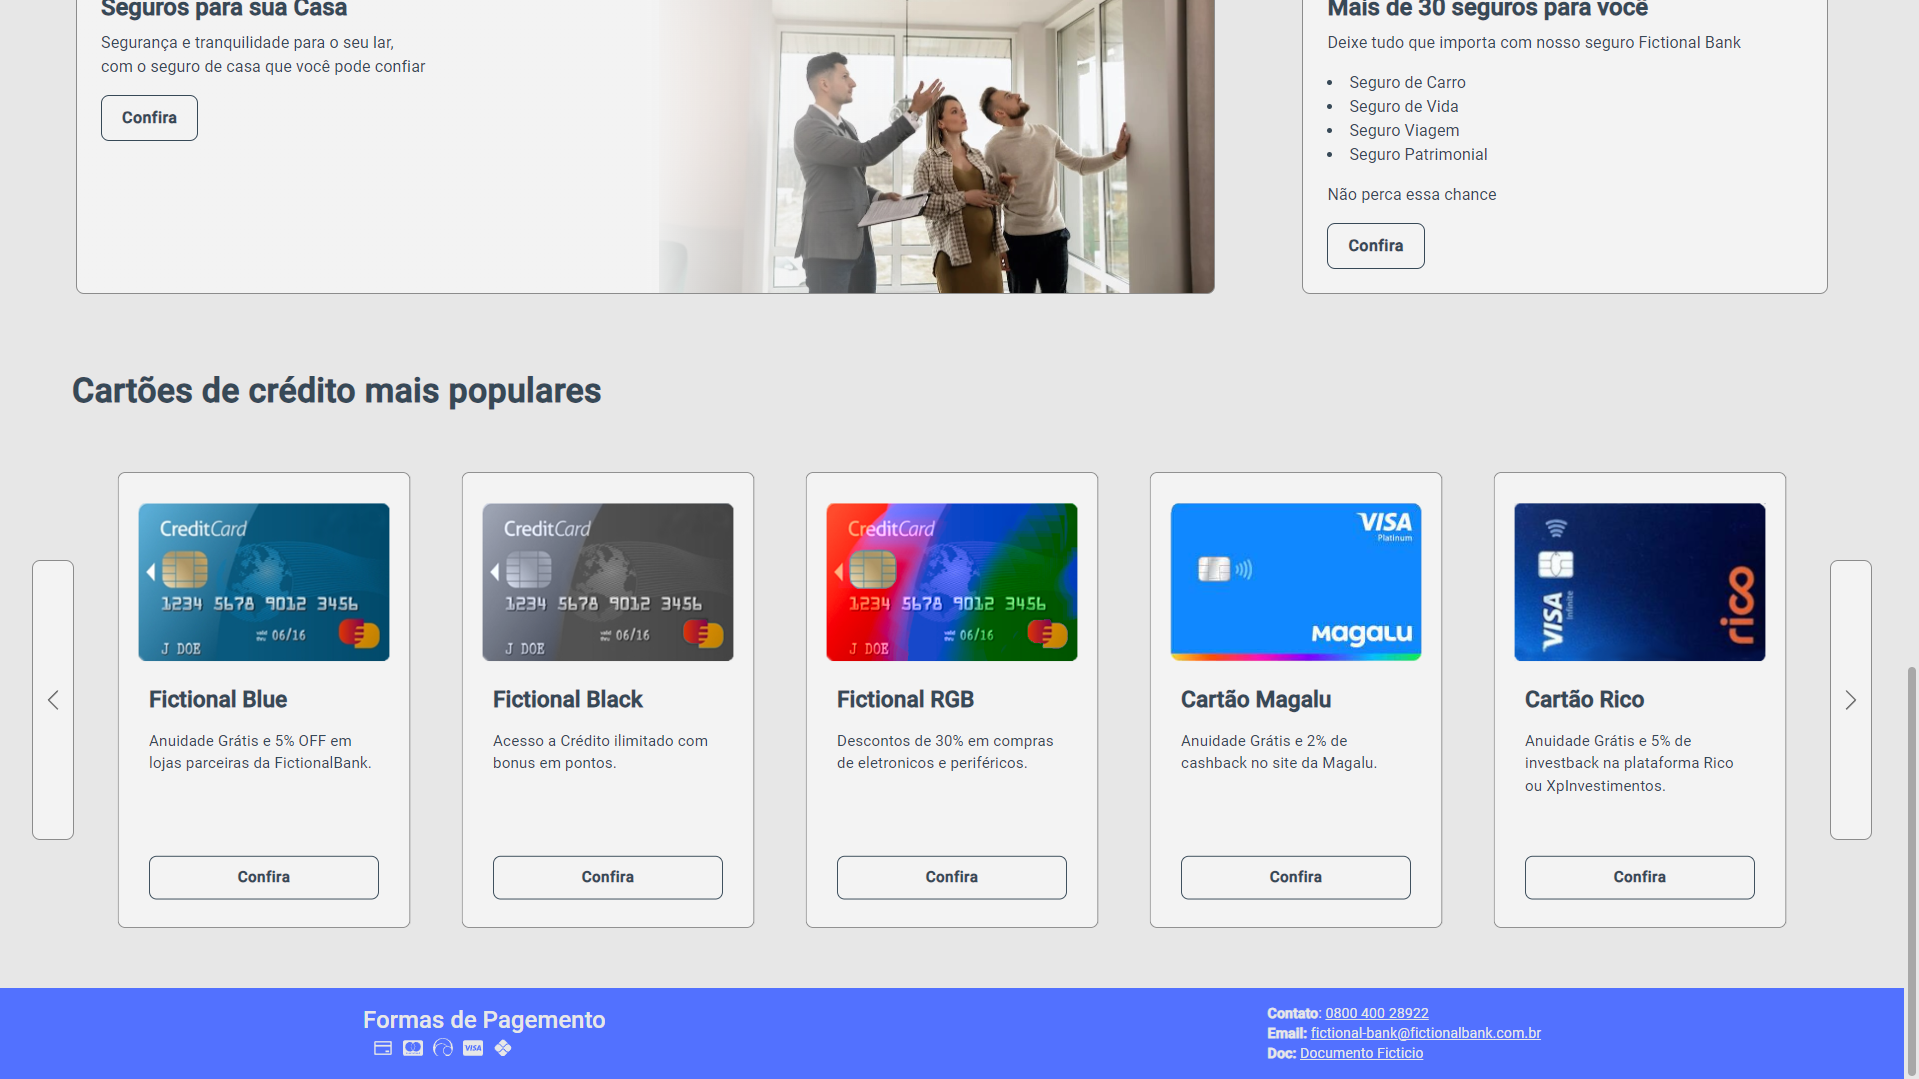 Seguros para sua Casa
Segurança e tranquilidade para o seu lar,
com o seguro de casa que você pode confiar
Confira
Mais de 30 seguros para você
Deixe tudo que importa com nosso seguro Fictional Bank
• Seguro de Carro
• Seguro de Vida
• Seguro Viagem
• Seguro Patrimonial
Não perca essa chance
Confira
Cartões de crédito mais populares
CreditCard
1234 5678 9012 3456
valid thru 06/16
J DOE
Fictional Blue
Anuidade Grátis e 5% OFF em
lojas parceiras da FictionalBank.
Confira
CreditCard
1234 5678 9012 3456
valid thru 06/16
J DOE
Fictional Black
Acesso a Crédito ilimitado com
bonus em pontos.
Confira
CreditCard
1234 5678 9012 3456
valid thru 06/16
J DOE
Fictional RGB
Descontos de 30% em compras
de eletronicos e periféricos.
Confira
VISA
Platinum
Magalu
Cartão Magalu
Anuidade Grátis e 2% de
cashback no site da Magalu.
Confira
VISA
Infinite
rico
Cartão Rico
Anuidade Grátis e 5% de
investback na plataforma Rico
ou XpInvestimentos.
Confira
Formas de Pagemento
VISA
Contato: 0800 400 28922
Email: fictional-bank@fictionalbank.com.br
Doc: Documento Ficticio